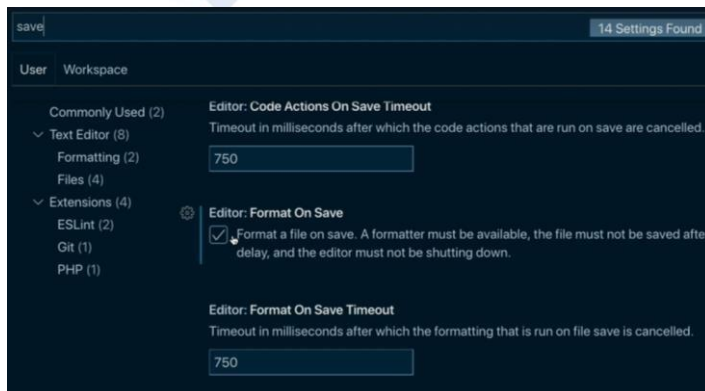 save
14 Settings Found
User Workspace
Commonly Used (2)
Text Editor (8)
Formatting (2)
Files (4)
Extensions (4)
ESLint (2)
Git (1)
PHP (1)
Editor: Code Actions On Save Timeout
Timeout in milliseconds after which the code actions that are run on save are cancelled.
750
Editor: Format On Save
Format a file on save. A formatter must be available, the file must not be saved afte
delay, and the editor must not be shutting down.
Editor: Format On Save Timeout
Timeout in milliseconds after which the formatting that is run on file save is cancelled.
750